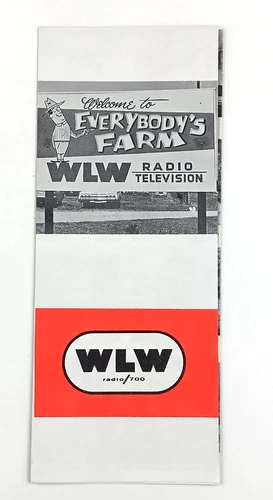 Welcome to
EVERYBODY'S
FARM
WLW RADIO
TELEVISION
WLW
radio/700